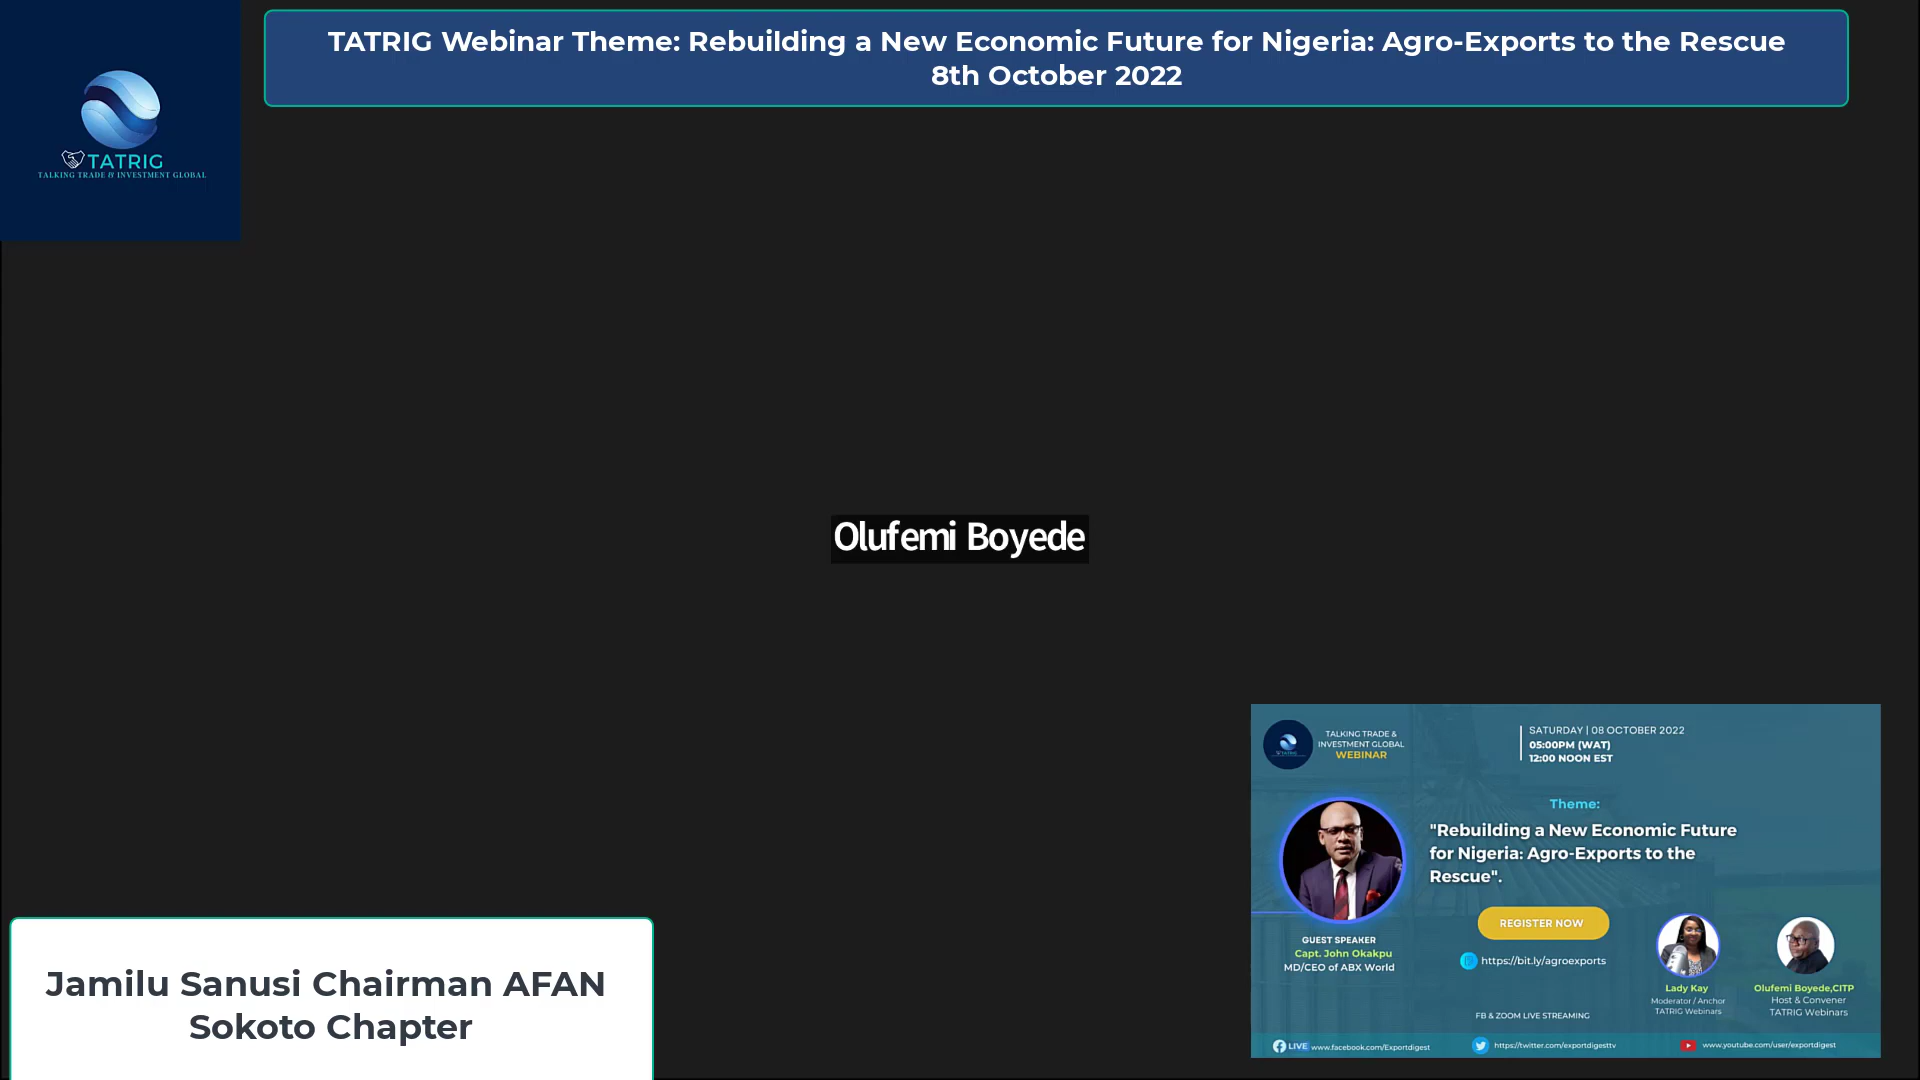 TATRIG Webinar Theme: Rebuilding a New Economic Future for Nigeria: Agro-Exports to the Rescue
8th October 2022
TATRIG
TALKING TRADE & INVESTMENT GLOBAL
Olufemi Boyede
Jamilu Sanusi Chairman AFAN
Sokoto Chapter
TALKING TRADE &
INVESTMENT GLOBAL
WEBINAR
SATURDAY | 08 OCTOBER 2022
05:00PM (WAT)
12:00 NOON EST
Theme:
"Rebuilding a New Economic Future
for Nigeria: Agro-Exports to the
Rescue".
REGISTER NOW
https://bit.ly/agroexports
GUEST SPEAKER
Capt. John Okakpu
MD/CEO of ABX World
Lady Kay
Moderator / Anchor
TATRIG Webinars
Olufemi Boyede,CITP
Host & Convener
TATRIG Webinars
FB & ZOOM LIVE STREAMING
LIVE www.facebook.com/Exportdigest
https://twitter.com/exportdigesttv
www.youtube.com/user/exportdigest